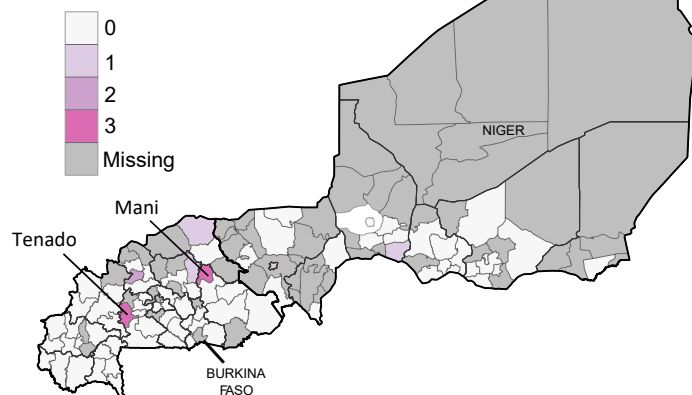 0
1
2
3
Missing
NIGER
Mani
Tenado
BURKINA
FASO